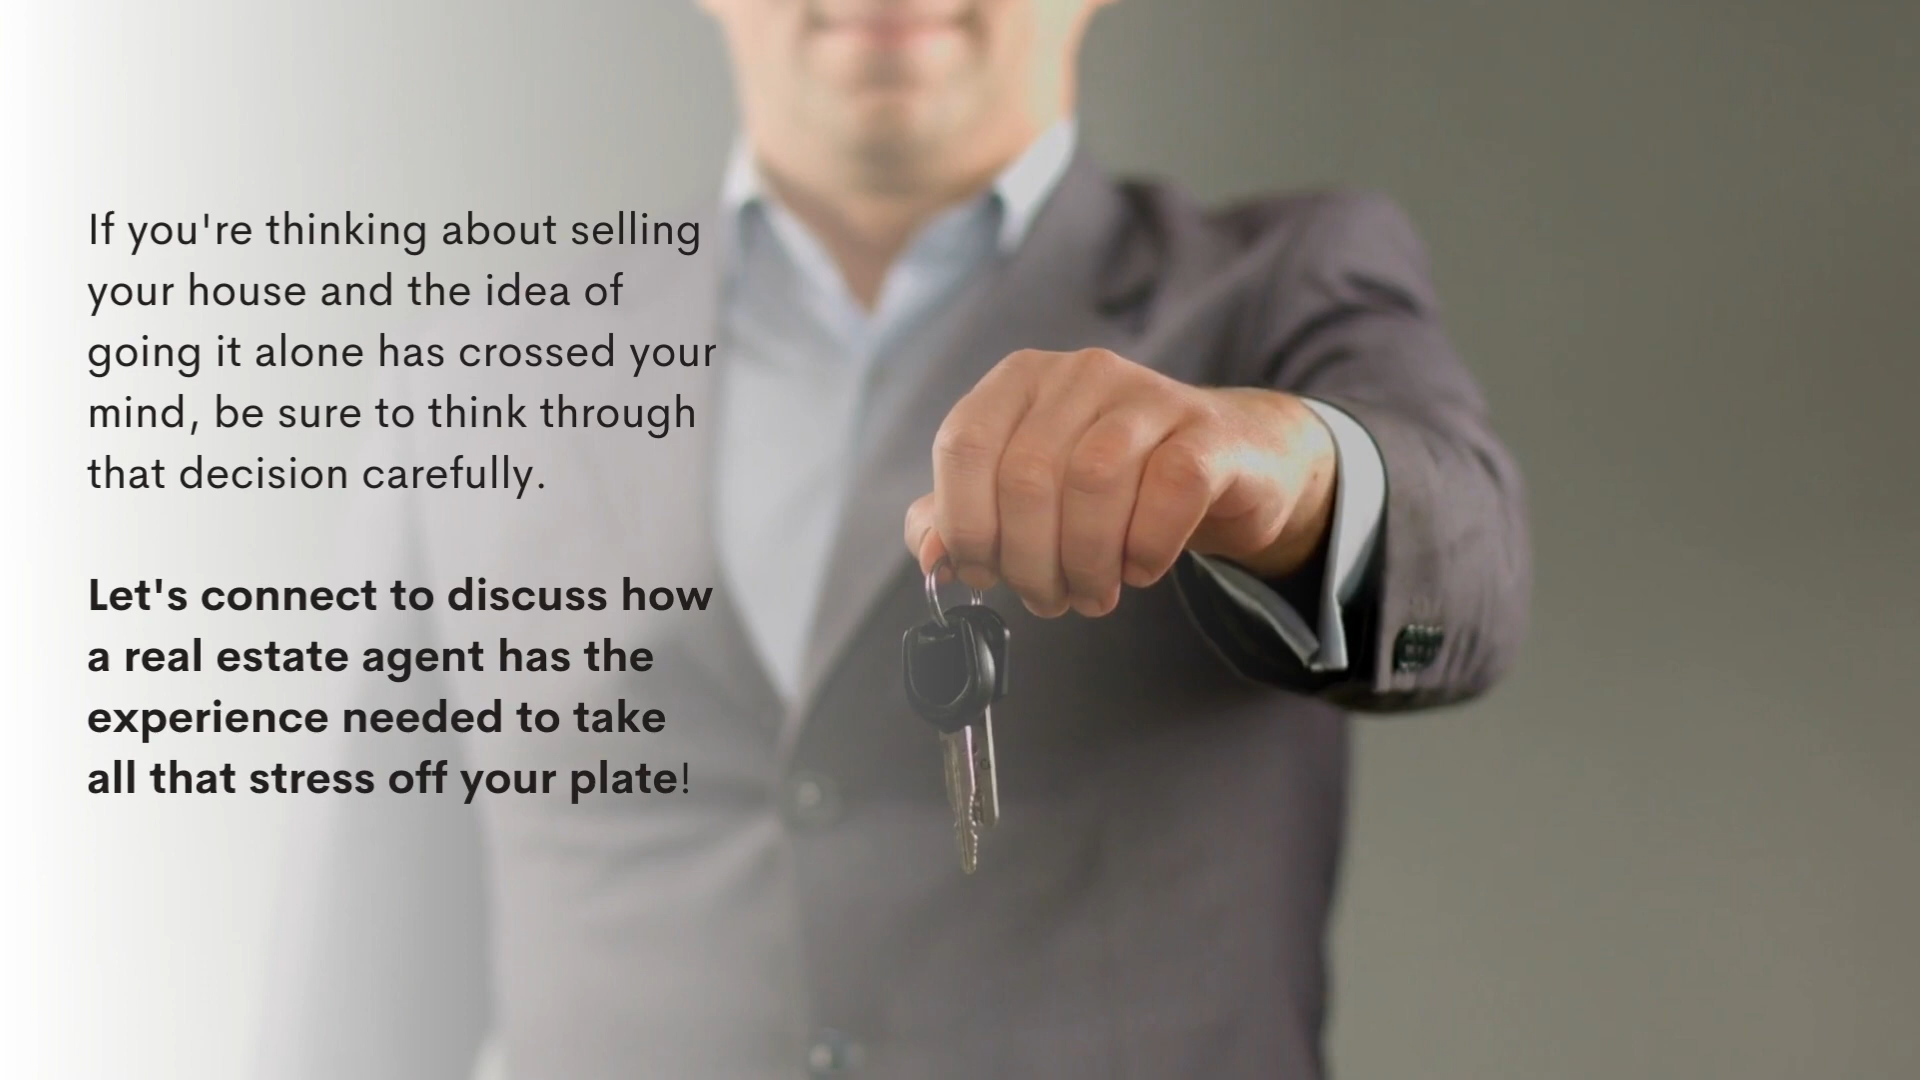 If you're thinking about selling
your house and the idea of
going it alone has crossed your
mind, be sure to think through
that decision carefully.
Let's connect to discuss how
a real estate agent has the
experience needed to take
all that stress off your plate!